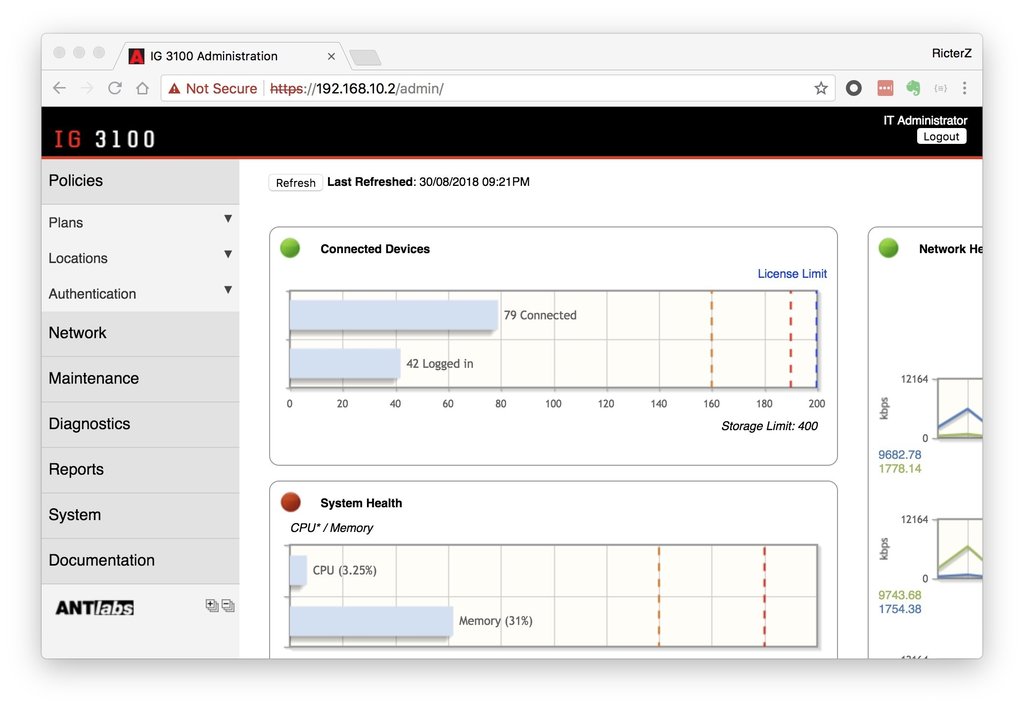 IG 3100 Administration
RicterZ
Not Secure https://192.168.10.2/admin/
IT Administrator
Logout
IG 3100
Policies
Plans
Locations
Authentication
Network
Maintenance
Diagnostics
Reports
System
Documentation
ANTlabs
Refresh Last Refreshed: 30/08/2018 09:21PM
Connected Devices
License Limit
79 Connected
42 Logged in
0 20 40 60 80 100 120 140 160 180 200
Storage Limit: 400
System Health
CPU* / Memory
CPU (3.25%)
Memory (31%)
Network He
12164
kbps
0
9682.78
1778.14
12164
kbps
0
9743.68
1754.38